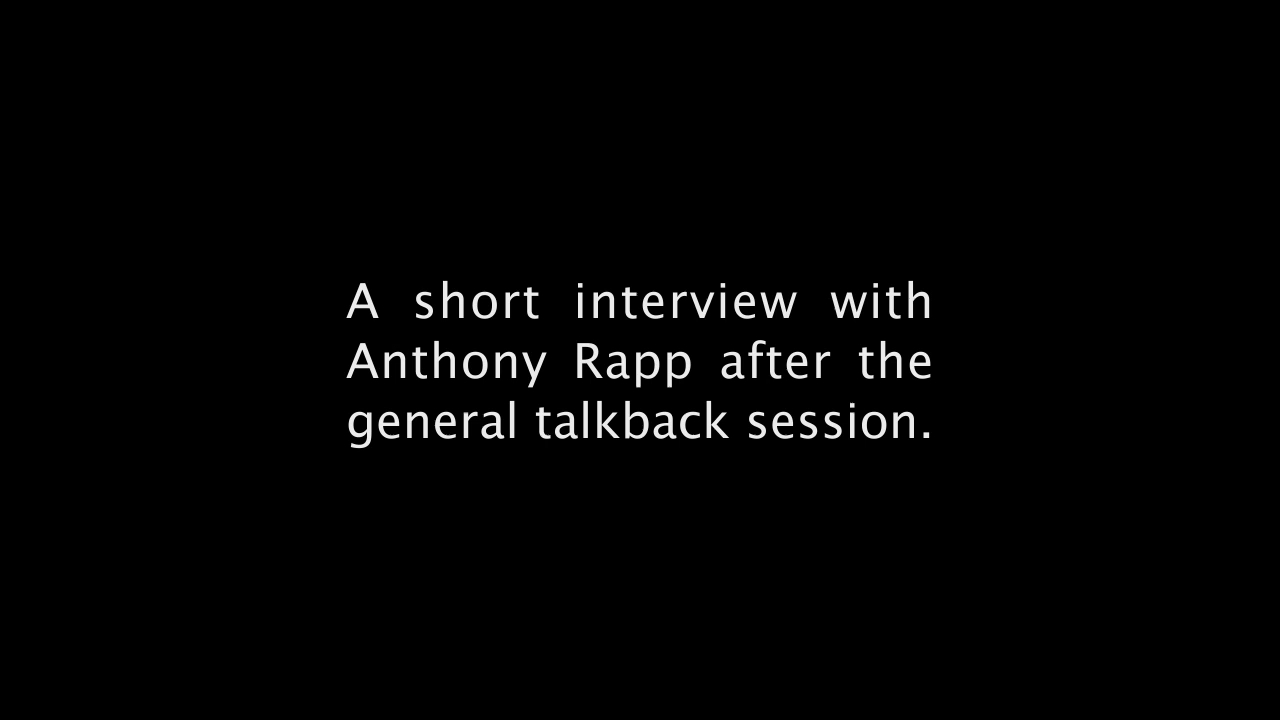 A short interview with
Anthony Rapp after the
general talkback session.